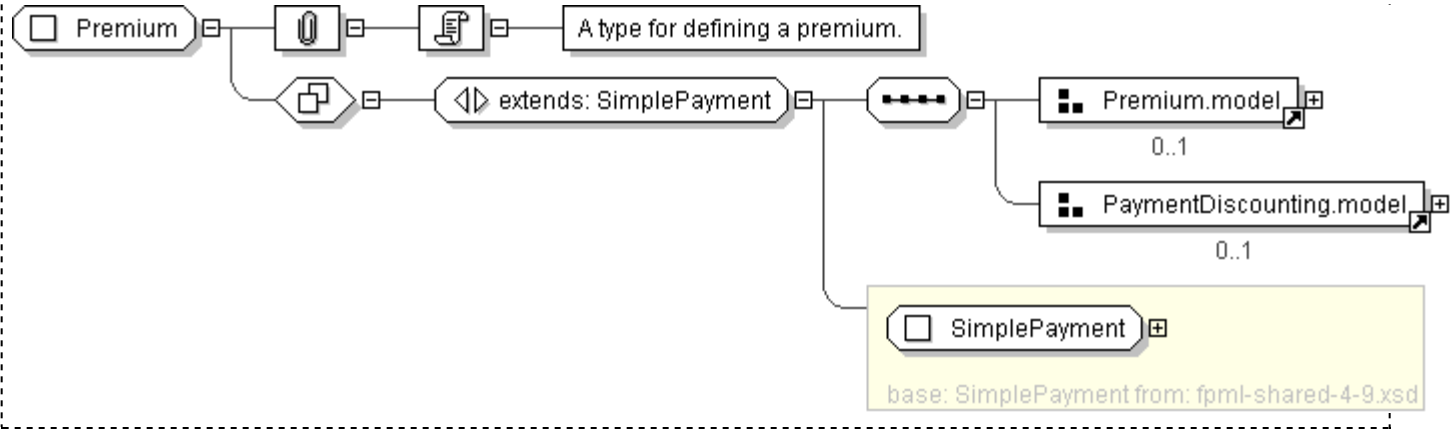 Premium
A type for defining a premium.
extends: SimplePayment
Premium.model
0..1
PaymentDiscounting.model
0..1
SimplePayment
base: SimplePayment from: fpml-shared-4-9.xsd